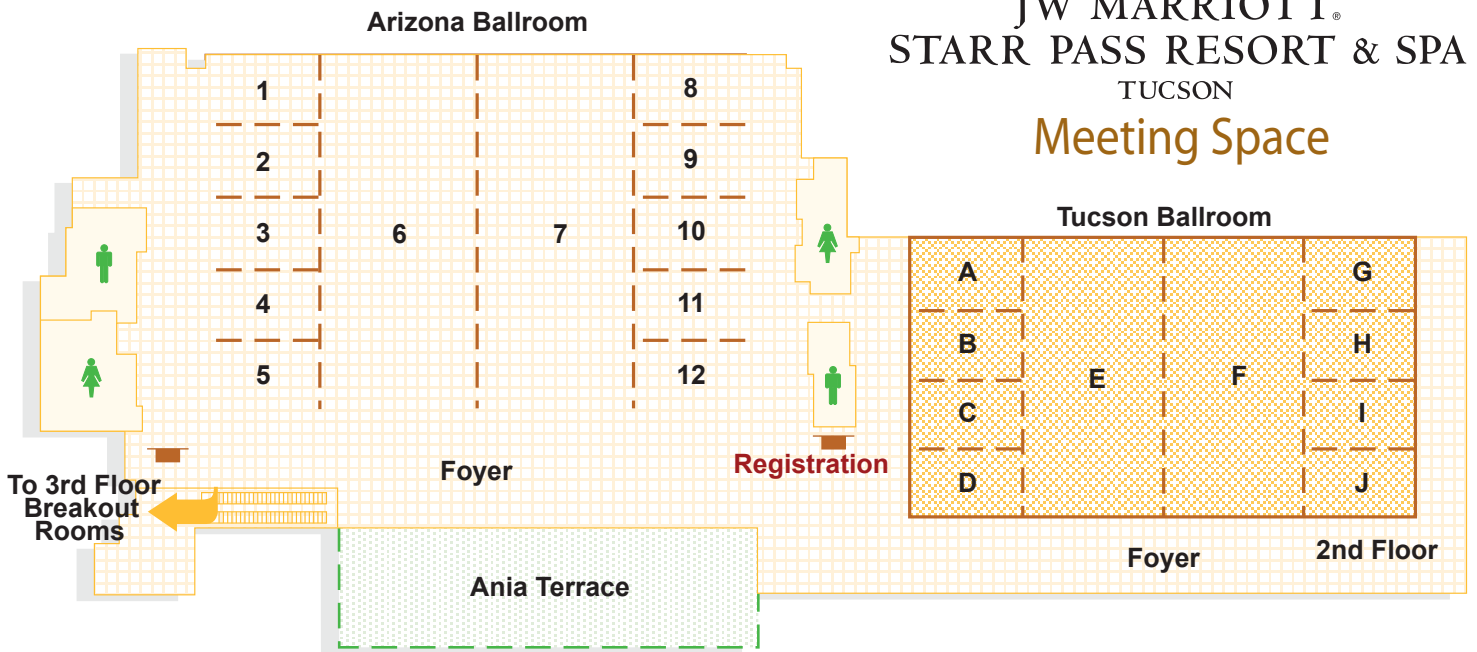 Arizona Ballroom
JW MARRIOTT®
STARR PASS RESORT & SPA
TUCSON
Meeting Space
1
2
3
4
5
6
7
8
9
10
11
12
Tucson Ballroom
A
B
C
D
E
F
G
H
I
J
Registration
Foyer
To 3rd Floor
Breakout
Rooms
Ania Terrace
Foyer
2nd Floor